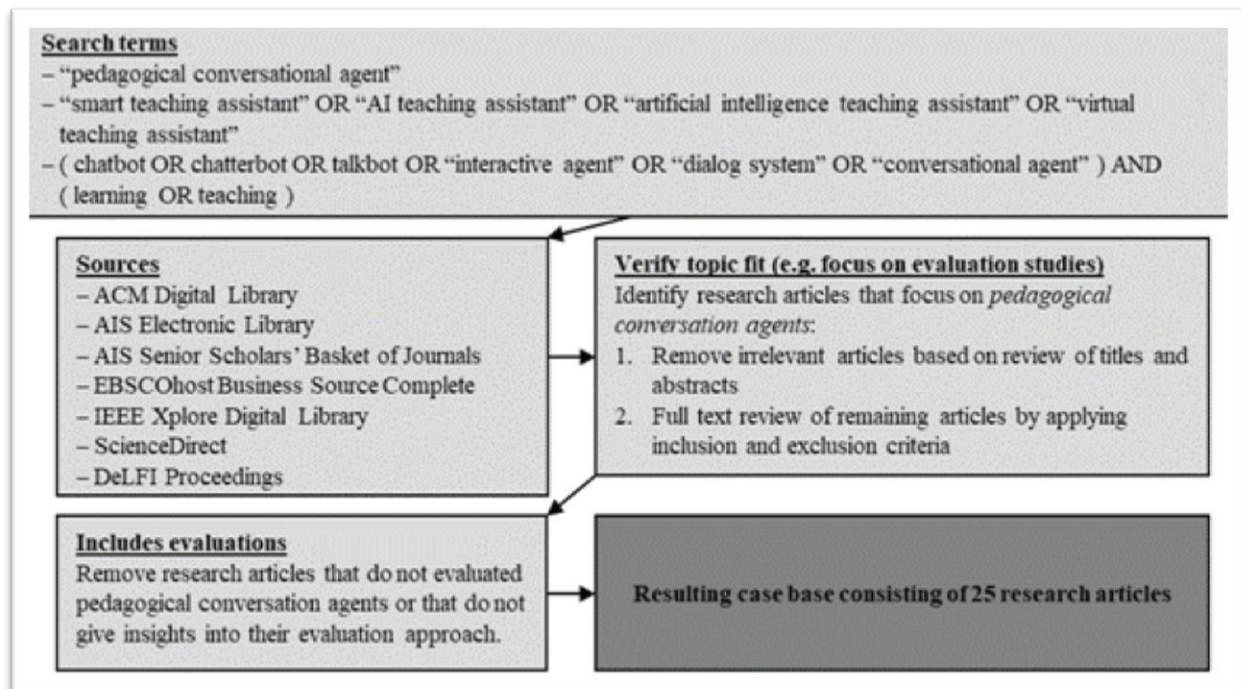 Search terms
– “pedagogical conversational agent”
– “smart teaching assistant” OR “AI teaching assistant” OR “artificial intelligence teaching assistant” OR “virtual
teaching assistant”
– ( chatbot OR chatterbot OR talkbot OR “interactive agent” OR “dialog system” OR “conversational agent” ) AND
( learning OR teaching )
Sources
– ACM Digital Library
– AIS Electronic Library
– AIS Senior Scholars’ Basket of Journals
– EBSCOhost Business Source Complete
– IEEE Xplore Digital Library
– ScienceDirect
– DeLFI Proceedings
Verify topic fit (e.g. focus on evaluation studies)
Identify research articles that focus on pedagogical
conversation agents:
1. Remove irrelevant articles based on review of titles and
abstracts
2. Full text review of remaining articles by applying
inclusion and exclusion criteria
Includes evaluations
Remove research articles that do not evaluated
pedagogical conversation agents or that do not
give insights into their evaluation approach.
Resulting case base consisting of 25 research articles